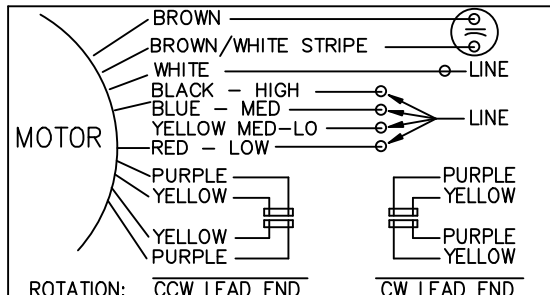 BROWN
BROWN/WHITE STRIPE
WHITE
LINE
BLACK - HIGH
BLUE - MED
YELLOW MED-LO
RED - LOW
LINE
MOTOR
PURPLE
YELLOW
YELLOW
PURPLE
PURPLE
YELLOW
PURPLE
YELLOW
ROTATION: CCW LEAD END CW LEAD END